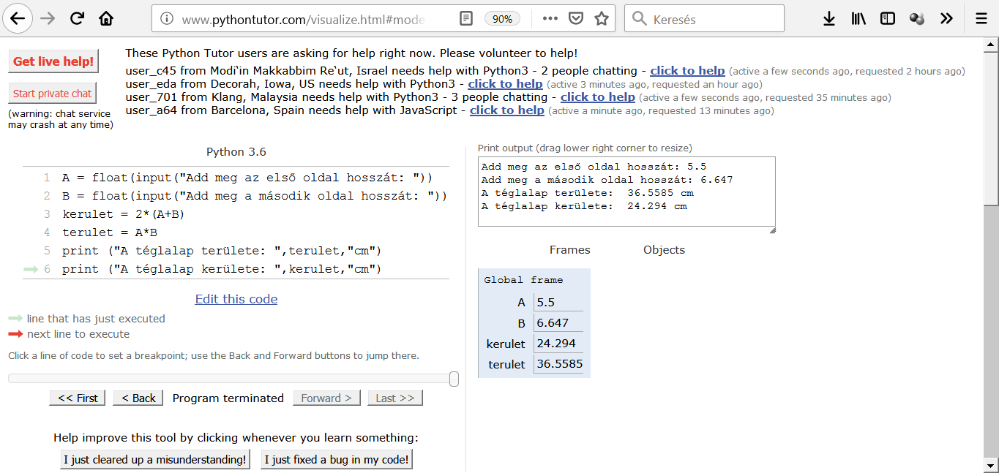 www.pythontutor.com/visualize.html#mode
90%
Keresés
Get live help!
Start private chat
(warning: chat service
may crash at any time)
These Python Tutor users are asking for help right now. Please volunteer to help!
user_c45 from Modi‘in Makkabbim Re‘ut, Israel needs help with Python3 - 2 people chatting - click to help (active a few seconds ago, requested 2 hours ago)
user_eda from Decorah, Iowa, US needs help with Python3 - click to help (active 3 minutes ago, requested an hour ago)
user_701 from Klang, Malaysia needs help with Python3 - 3 people chatting - click to help (active a few seconds ago, requested 35 minutes ago)
user_a64 from Barcelona, Spain needs help with JavaScript - click to help (active a minute ago, requested 13 minutes ago)
Python 3.6
1 A = float(input("Add meg az első oldal hosszát: "))
2 B = float(input("Add meg a második oldal hosszát: "))
3 kerulet = 2*(A+B)
4 terulet = A*B
5 print ("A téglalap területe: ",terulet,"cm")
6 print ("A téglalap kerülete: ",kerulet,"cm")
Edit this code
line that has just executed
next line to execute
Click a line of code to set a breakpoint; use the Back and Forward buttons to jump there.
<< First < Back Program terminated Forward > Last >>
Help improve this tool by clicking whenever you learn something:
I just cleared up a misunderstanding! I just fixed a bug in my code!
Print output (drag lower right corner to resize)
Add meg az első oldal hosszát: 5.5
Add meg a második oldal hosszát: 6.647
A téglalap területe:  36.5585 cm
A téglalap kerülete:  24.294 cm
Frames Objects
Global frame
A 5.5
B 6.647
kerulet 24.294
terulet 36.5585